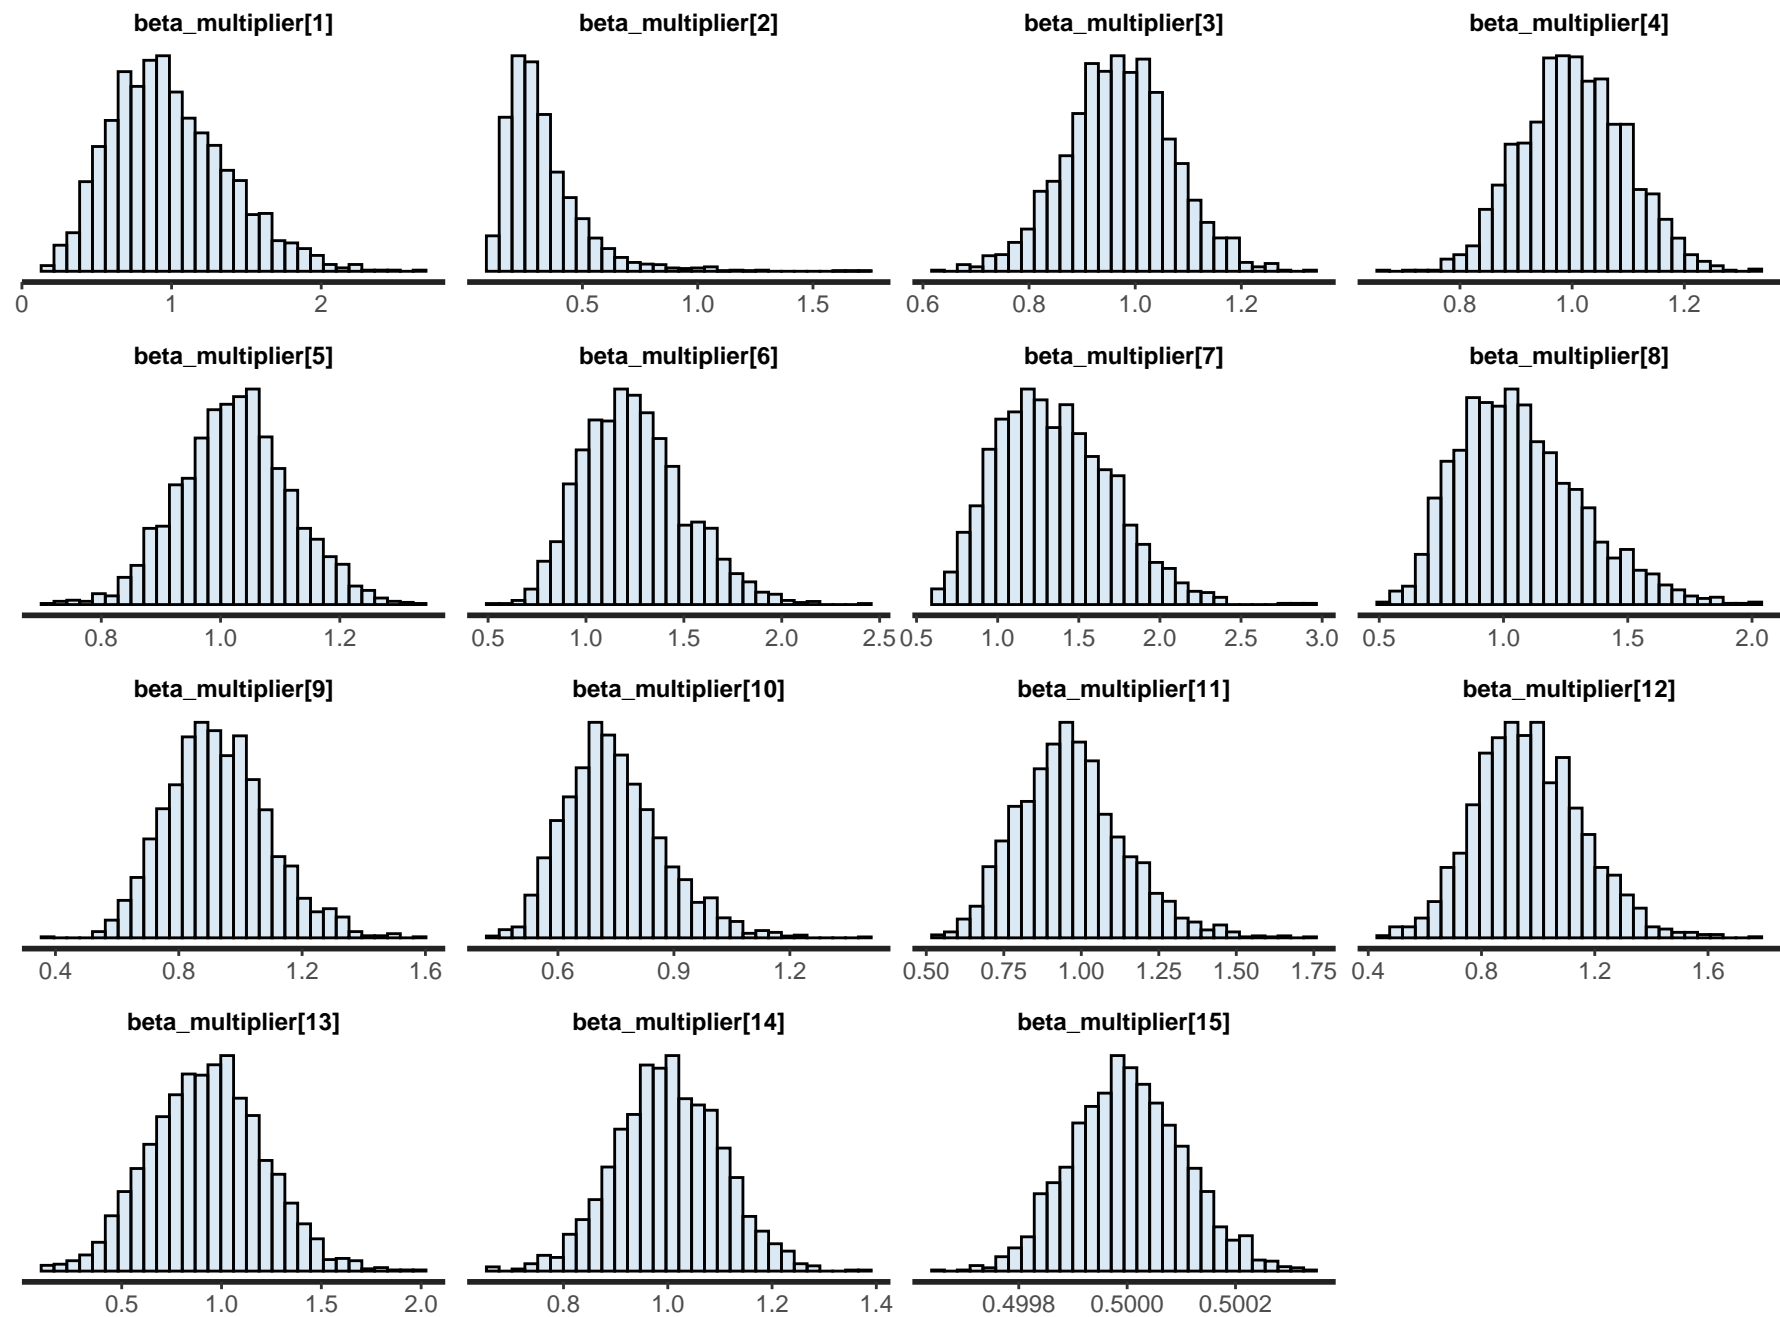 beta_multiplier[1] beta_multiplier[2] beta_multiplier[3] beta_multiplier[4]
0 1 2 0.5 1.0 1.5 0.6 0.8 1.0 1.2 0.8 1.0 1.2
beta_multiplier[5] beta_multiplier[6] beta_multiplier[7] beta_multiplier[8]
0.8 1.0 1.2 0.5 1.0 1.5 2.0 2.5 0.5 1.0 1.5 2.0 2.5 3.0 0.5 1.0 1.5 2.0
beta_multiplier[9] beta_multiplier[10] beta_multiplier[11] beta_multiplier[12]
0.4 0.8 1.2 1.6 0.6 0.9 1.2 0.50 0.75 1.00 1.25 1.50 1.75 0.4 0.8 1.2 1.6
beta_multiplier[13] beta_multiplier[14] beta_multiplier[15]
0.5 1.0 1.5 2.0 0.8 1.0 1.2 1.4 0.4998 0.5000 0.5002